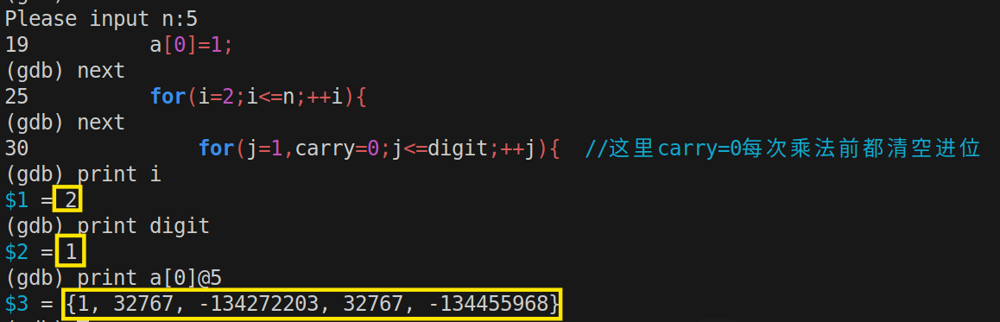 Please input n:5
19 a[0]=1;
(gdb) next
25 for(i=2;i<=n;++i){
(gdb) next
30 for(j=1,carry=0;j<=digit;++j){ //这里carry=0每次乘法前都清空进位
(gdb) print i
$1 = 2
(gdb) print digit
$2 = 1
(gdb) print a[0]@5
$3 = {1, 32767, -134272203, 32767, -134455968}